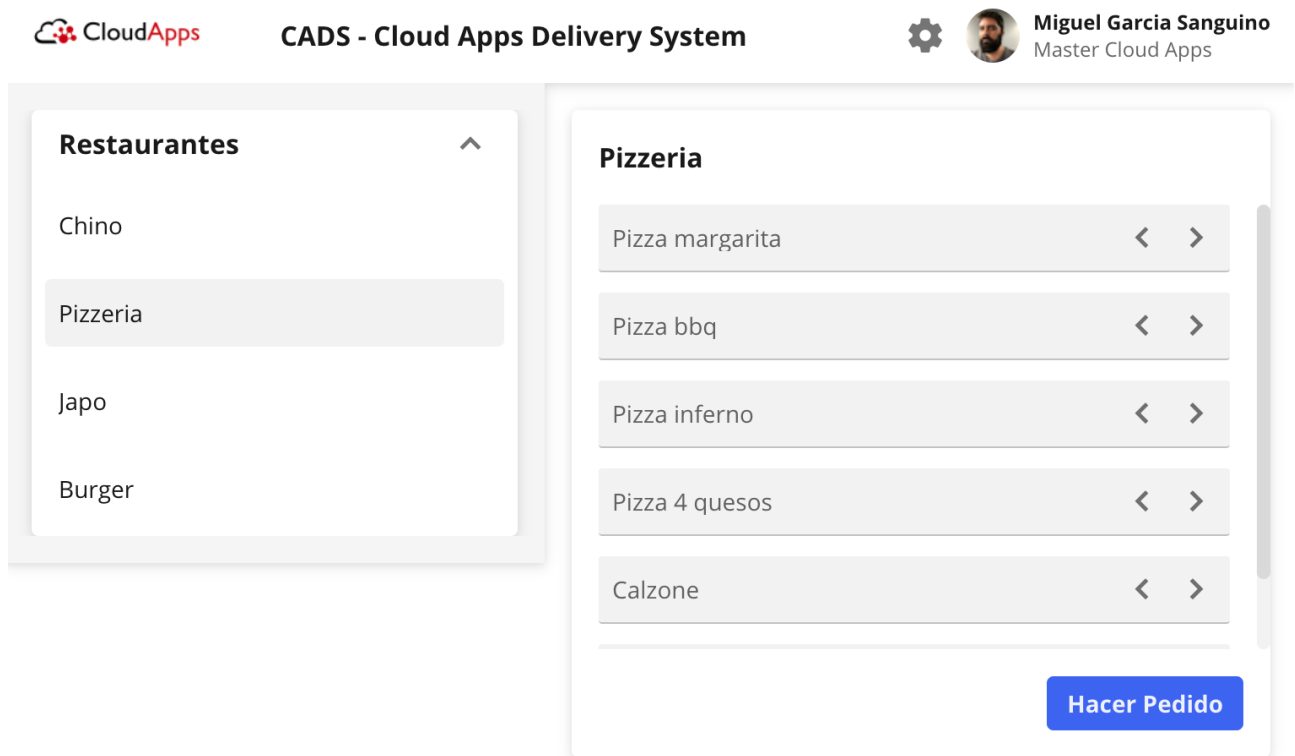 CloudApps
CADS - Cloud Apps Delivery System
Miguel Garcia Sanguino
Master Cloud Apps
Restaurantes
Chino
Pizzeria
Japo
Burger
Pizzeria
Pizza margarita
Pizza bbq
Pizza inferno
Pizza 4 quesos
Calzone
Hacer Pedido